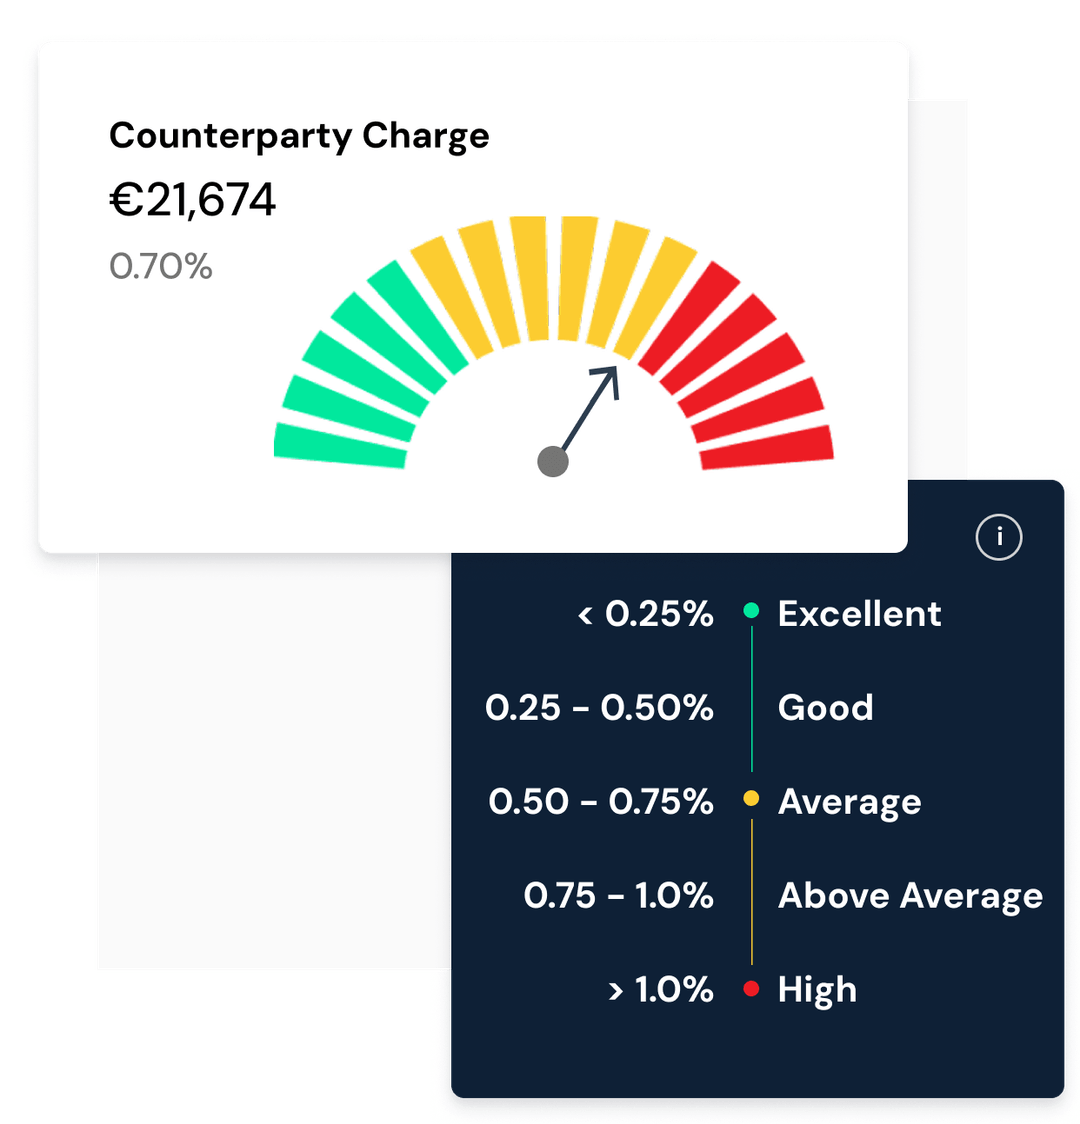 Counterparty Charge
€21,674
0.70%
i
< 0.25% Excellent
0.25 - 0.50% Good
0.50 - 0.75% Average
0.75 - 1.0% Above Average
> 1.0% High